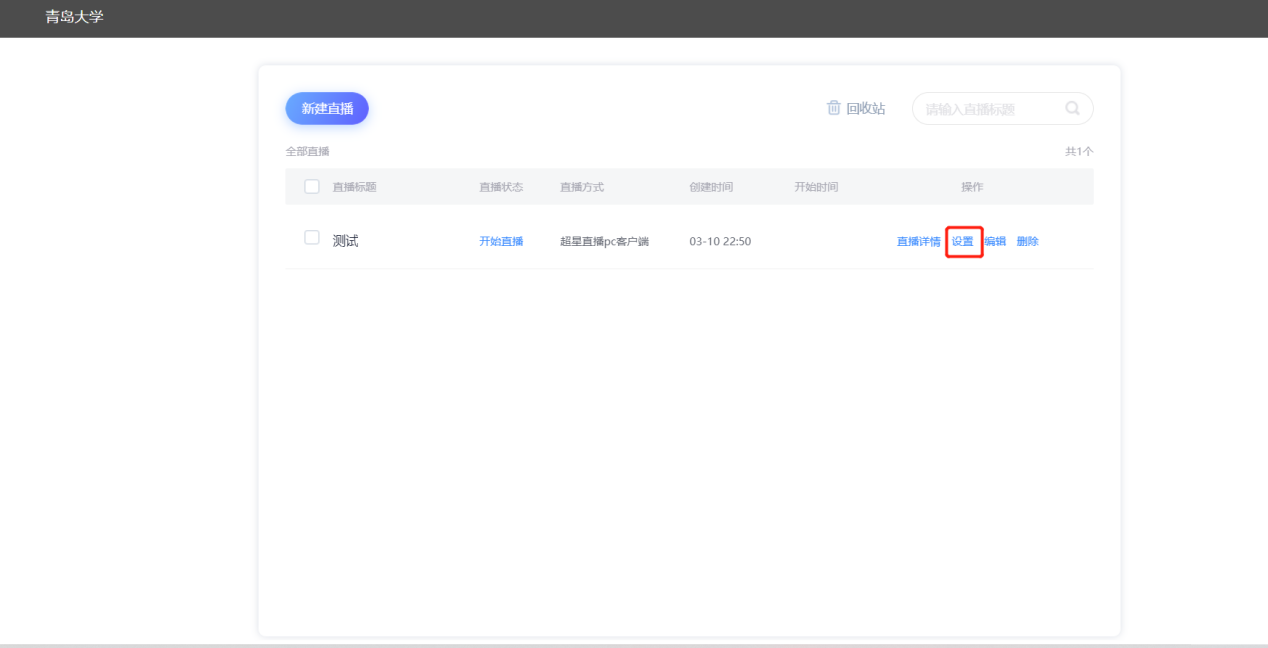 青岛大学
新建直播 回收站 请输入直播标题
全部直播 共1个
直播标题 直播状态 直播方式 创建时间 开始时间 操作
测试 开始直播 超星直播pc客户端 03-10 22:50 直播详情 设置 编辑 删除